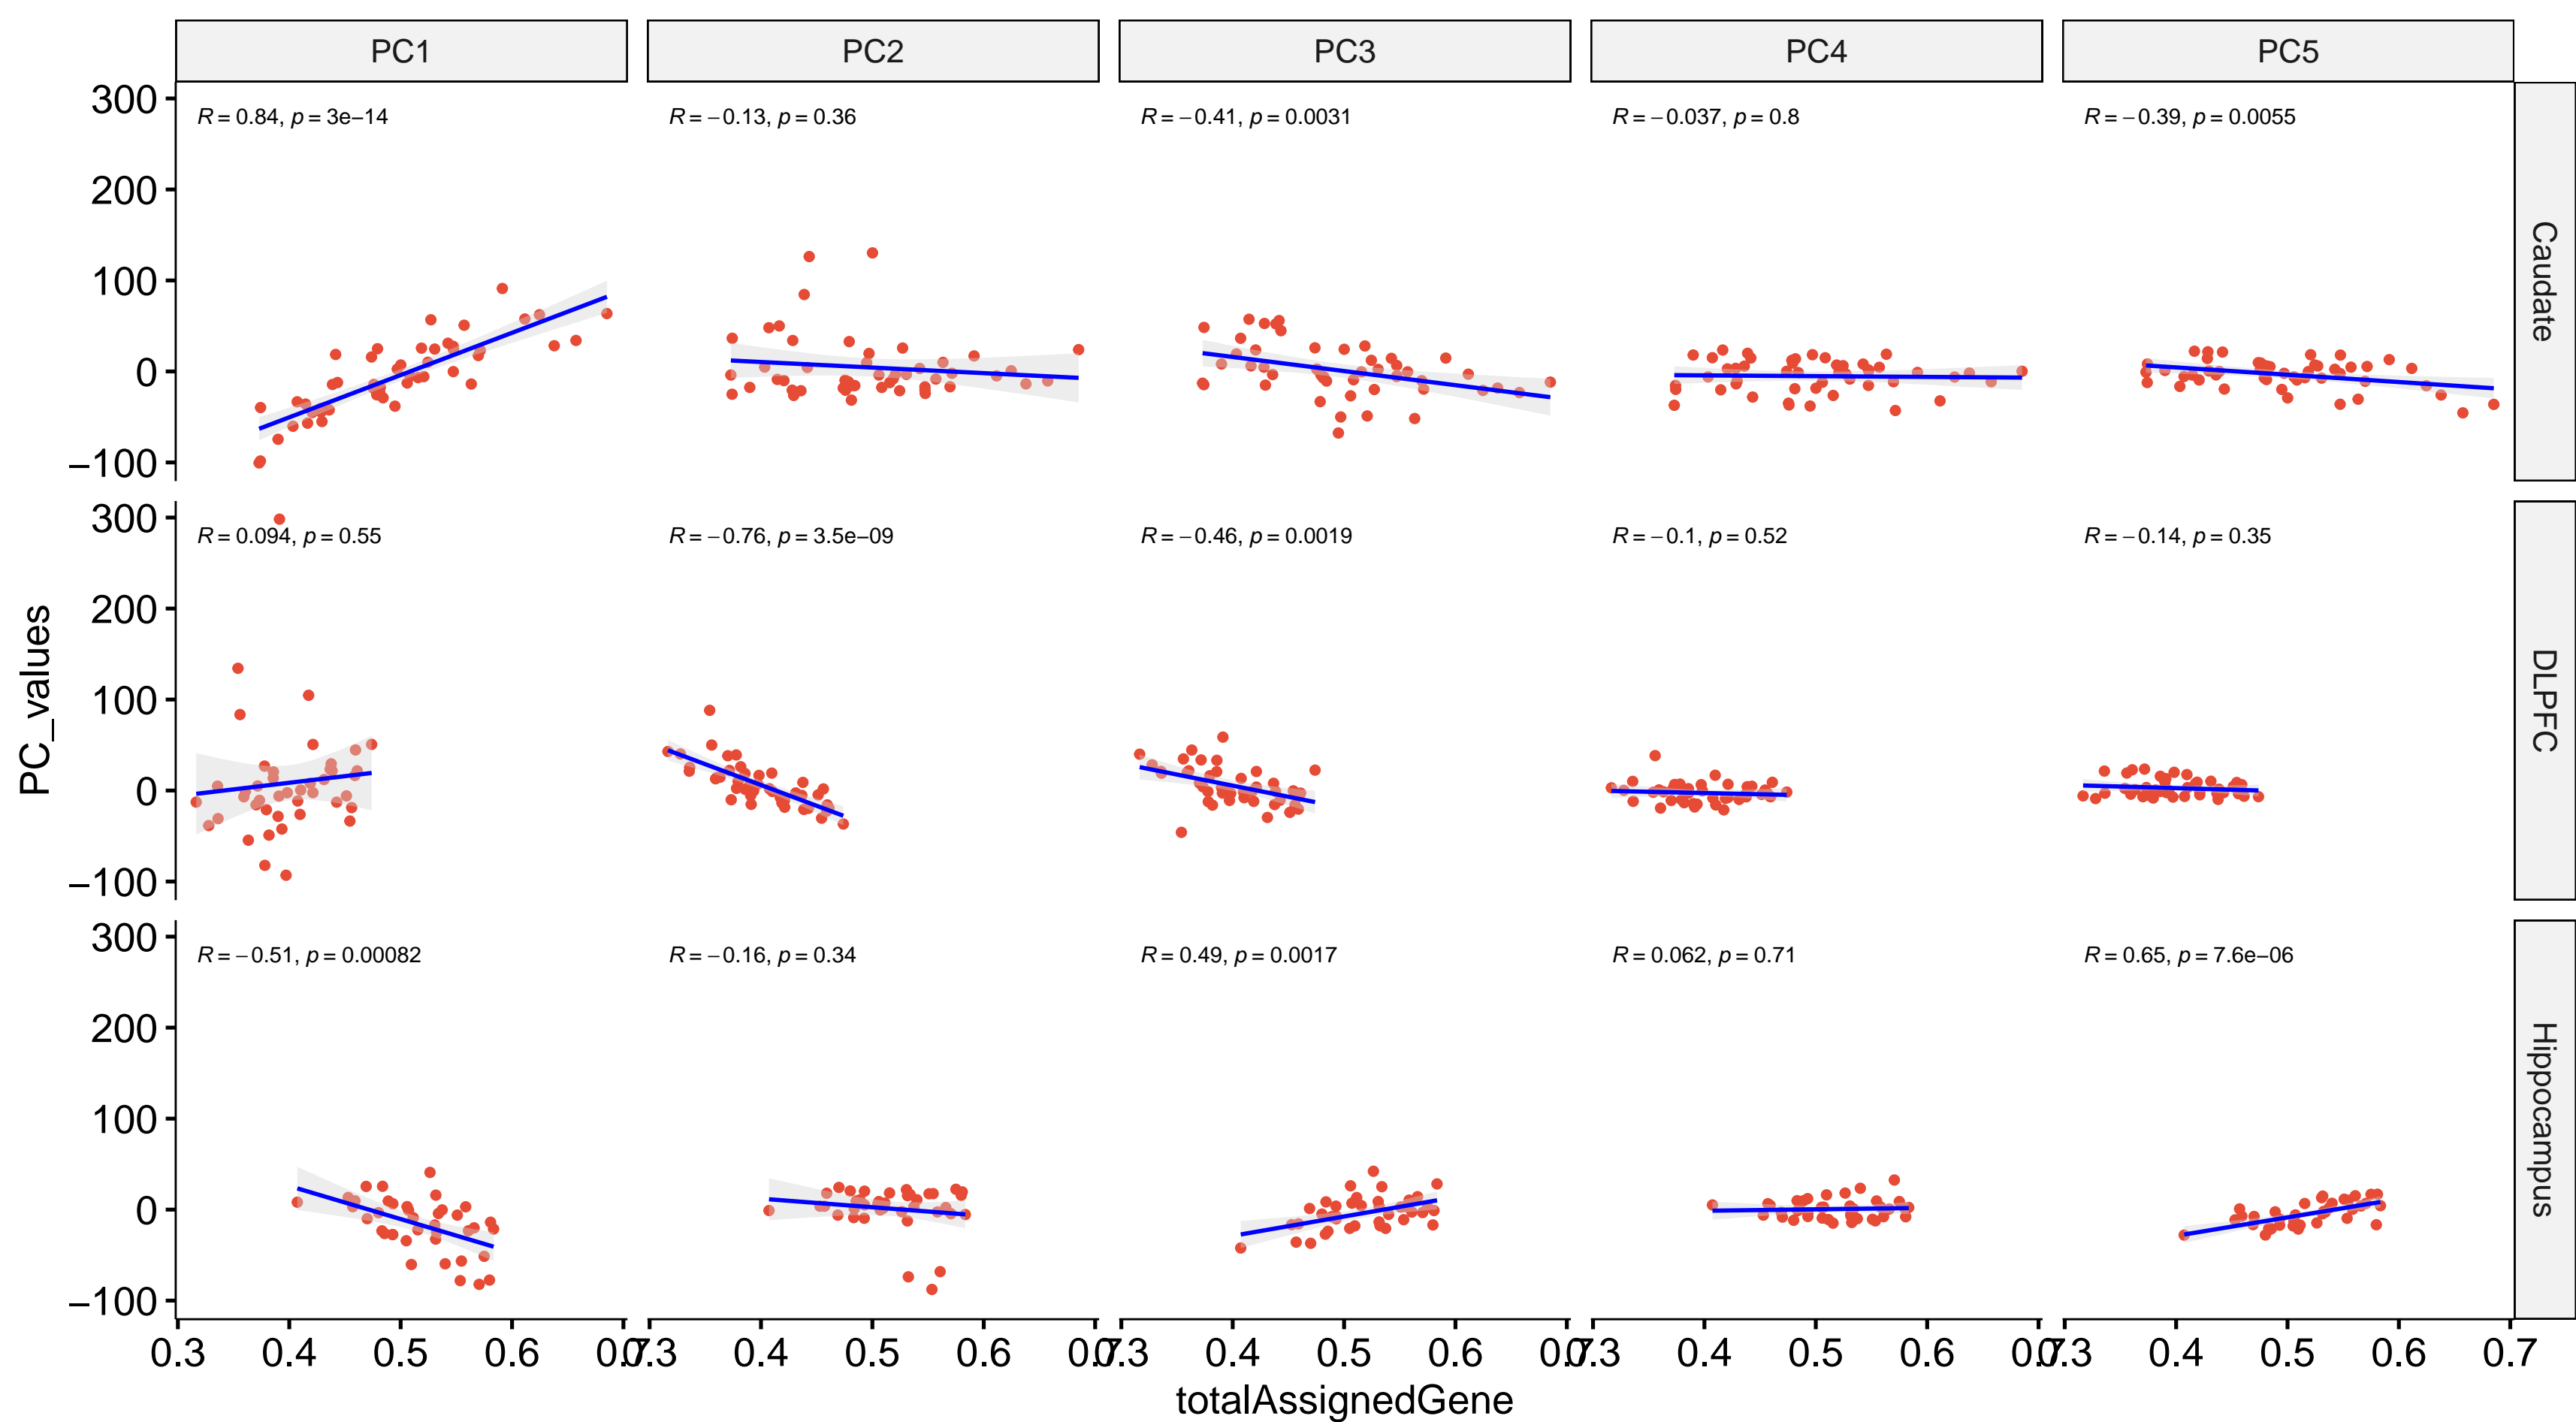 PC1 PC2 PC3 PC4 PC5
300 R = 0.84, p = 3e−14 R = −0.13, p = 0.36 R = −0.41, p = 0.0031 R = −0.037, p = 0.8 R = −0.39, p = 0.0055
200
100
0
−100
Caudate
300 R = 0.094, p = 0.55 R = −0.76, p = 3.5e−09 R = −0.46, p = 0.0019 R = −0.1, p = 0.52 R = −0.14, p = 0.35
200
100
0
−100
DLPFC
PC_values
300 R = −0.51, p = 0.00082 R = −0.16, p = 0.34 R = 0.49, p = 0.0017 R = 0.062, p = 0.71 R = 0.65, p = 7.6e−06
200
100
0
−100
Hippocampus
0.3 0.4 0.5 0.6 0.7 0.3 0.4 0.5 0.6 0.7 0.3 0.4 0.5 0.6 0.7 0.3 0.4 0.5 0.6 0.7 0.3 0.4 0.5 0.6 0.7
totalAssignedGene